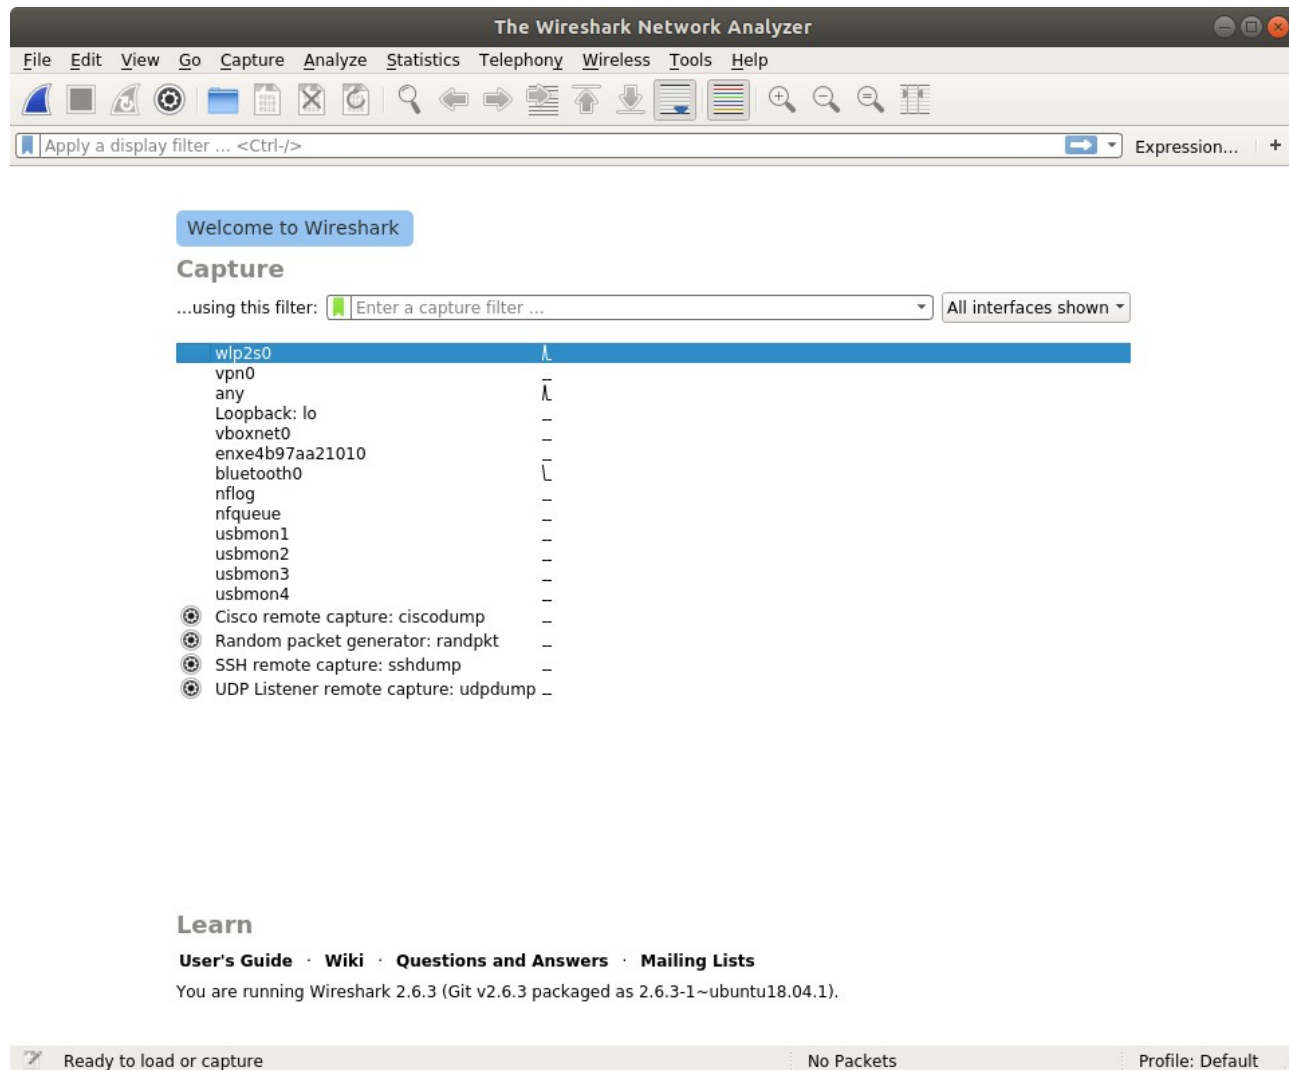 The Wireshark Network Analyzer
File Edit View Go Capture Analyze Statistics Telephony Wireless Tools Help
Apply a display filter ... <Ctrl-/> Expression... +
Welcome to Wireshark
Capture
...using this filter: Enter a capture filter ... All interfaces shown
wlp2s0
vpn0
any
Loopback: lo
vboxnet0
enxe4b97aa21010
bluetooth0
nflog
nfqueue
usbmon1
usbmon2
usbmon3
usbmon4
Cisco remote capture: ciscodump
Random packet generator: randpkt
SSH remote capture: sshdump
UDP Listener remote capture: udpdump
Learn
User's Guide · Wiki · Questions and Answers · Mailing Lists
You are running Wireshark 2.6.3 (Git v2.6.3 packaged as 2.6.3-1~ubuntu18.04.1).
Ready to load or capture No Packets Profile: Default